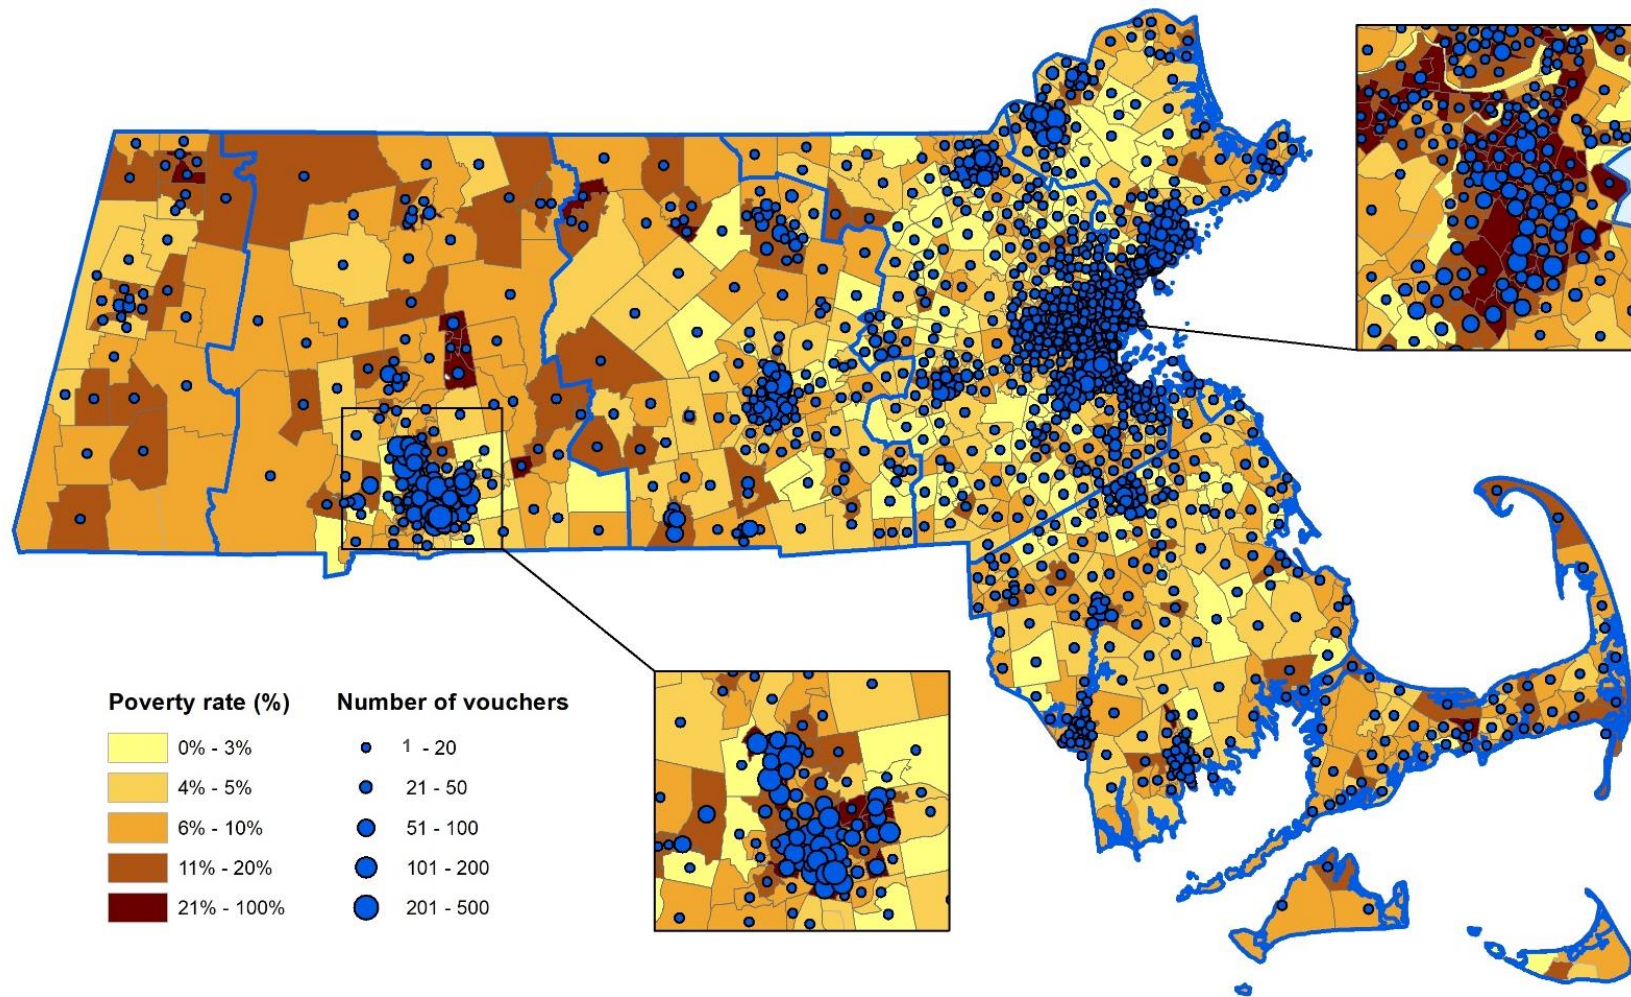 Poverty rate (%)
0% - 3%
4% - 5%
6% - 10%
11% - 20%
21% - 100%
Number of vouchers
1 - 20
21 - 50
51 - 100
101 - 200
201 - 500